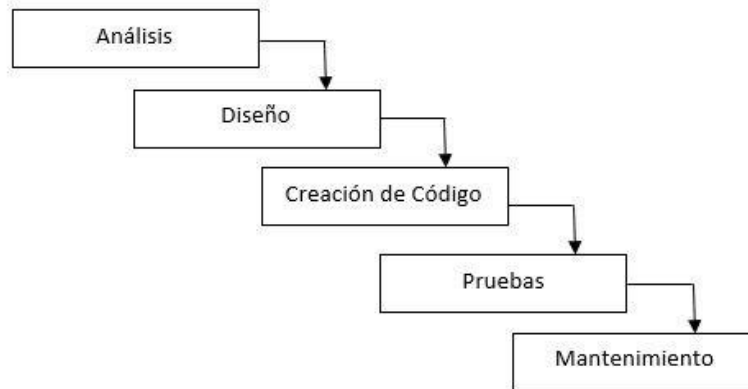 Análisis
Diseño
Creación de Código
Pruebas
Mantenimiento